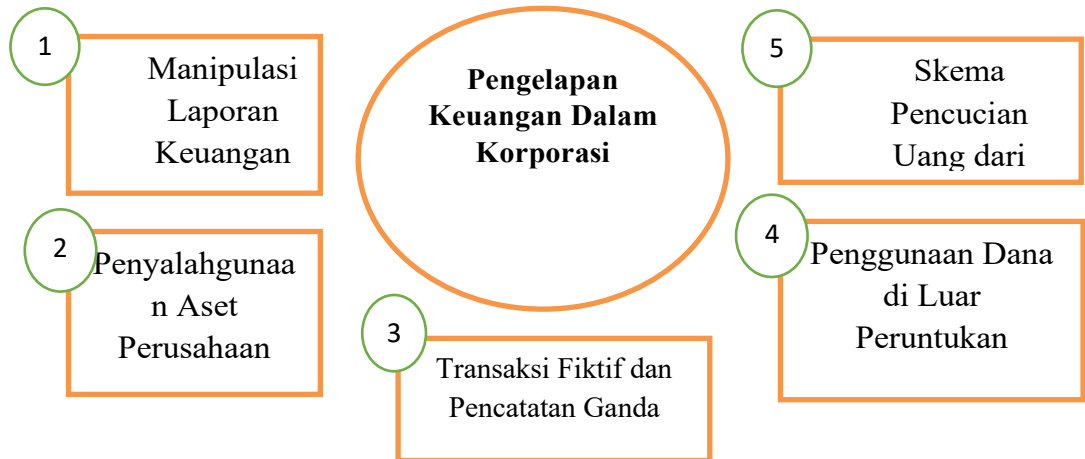 1
Manipulasi
Laporan
Keuangan
2
Penyalahgunaa
n Aset
Perusahaan
Pengelapan
Keuangan Dalam
Korporasi
3
Transaksi Fiktif dan
Pencatatan Ganda
5
Skema
Pencucian
Uang dari
4
Penggunaan Dana
di Luar
Peruntukan